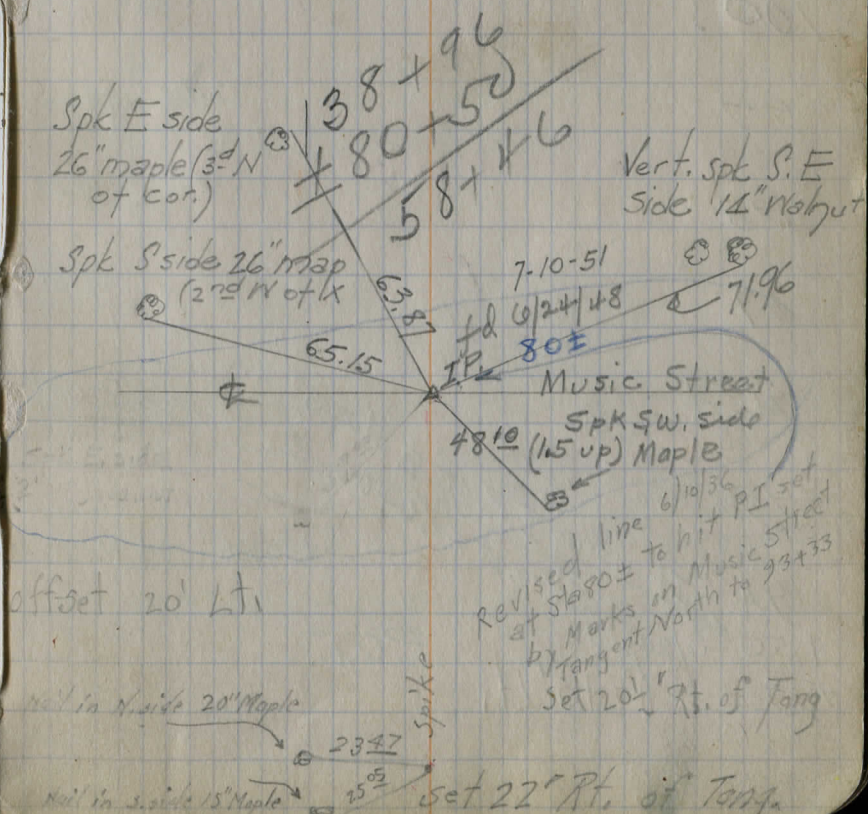 38+96
Spk E side
26" maple (3rd N
of cor.)
80+50
58+46
Vert. spk S.E
side 14" Walnut
Spk S side 26" map
(2nd N of
7-10-51
fd 6/24/48
71.96
63.87
80±
65.15
I.P.
Music Street
Spk SW. side
48 10 (1.5 up) Maple
6/10/36
Revised line
at Sta 80± to hit PI set
by Marks on Music Street
Tangent North to 93+33
offset 20' Lt.
Set 20½" Rt. of Tang
Spike
Nail in N. side 20" Maple
23 47
25 05
Nail in S. side 15" Maple
Set 22" Rt. of Tang.